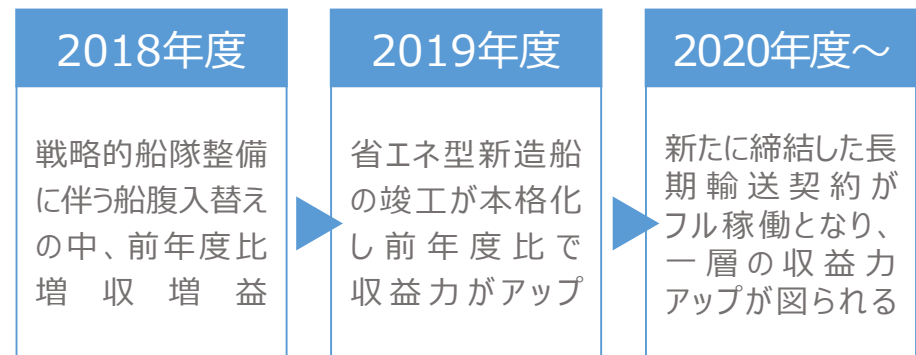 2018年度
戦略的船隊整備
に伴う船腹入替え
の中、前年度比
増収増益
2019年度
省エネ型新造船
の竣工が本格化
し前年度比で
収益力がアップ
2020年度～
新たに締結した長
期輸送契約が
フル稼働となり、
一層の収益力
アップが図られる